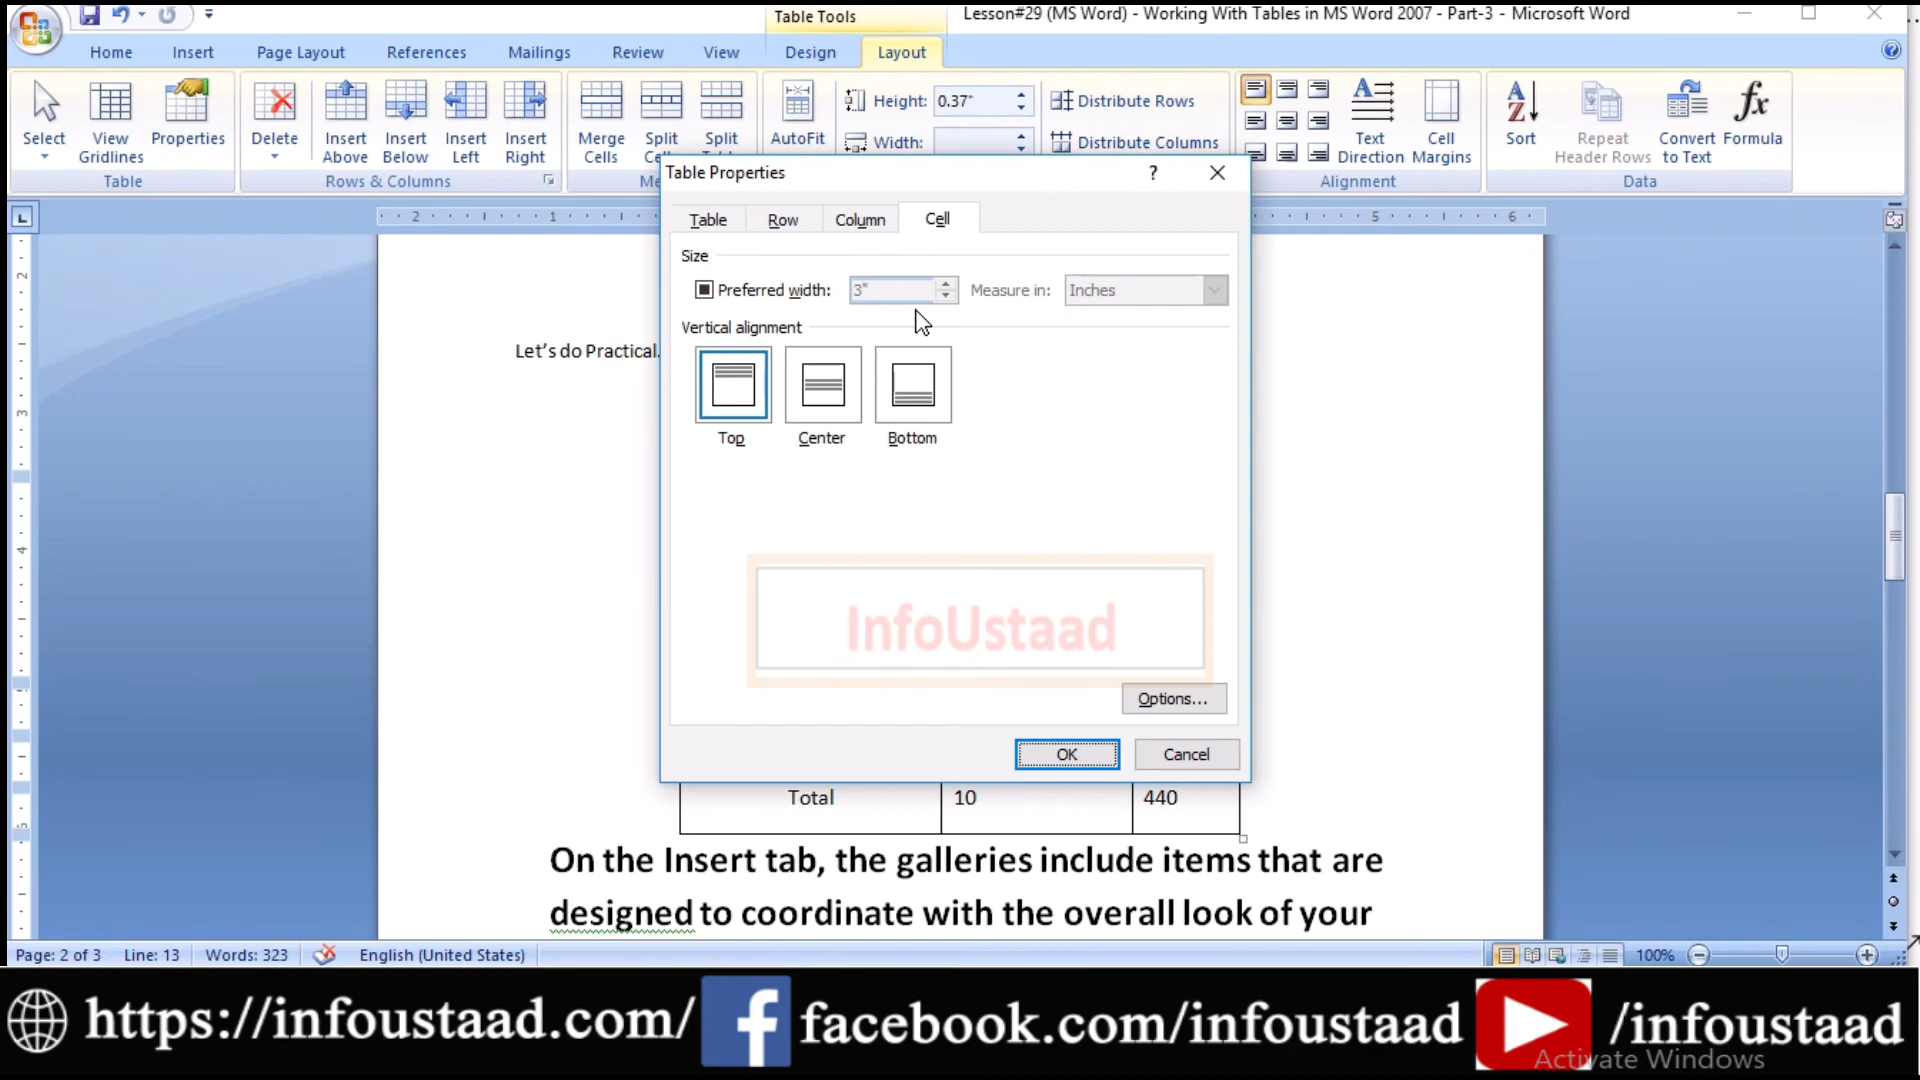 Table Tools
Lesson#29 (MS Word) - Working With Tables in MS Word 2007 - Part-3 - Microsoft Word
Home Insert Page Layout References Mailings Review View Design Layout
Select
View Gridlines
Properties
Delete
Insert Above
Insert Below
Insert Left
Insert Right
Merge Cells
Split
Split
AutoFit
Height: 0.37"
Width:
Distribute Rows
Distribute Columns
Text Direction
Cell Margins
Sort
Repeat Header Rows
Convert to Text
Formula
Table
Rows & Columns
Alignment
Data
Table Properties
?
Table Row Column Cell
Size
Preferred width: 3" Measure in: Inches
Vertical alignment
Top Center Bottom
InfoUstaad
Options...
OK Cancel
2 1 5 6
2
3
4
Let's do Practical.
Total 10 440
On the Insert tab, the galleries include items that are
designed to coordinate with the overall look of your
Page: 2 of 3 Line: 13 Words: 323 English (United States) 100%
https://infoustaad.com/ facebook.com/infoustaad /infoustaad
Activate Windows